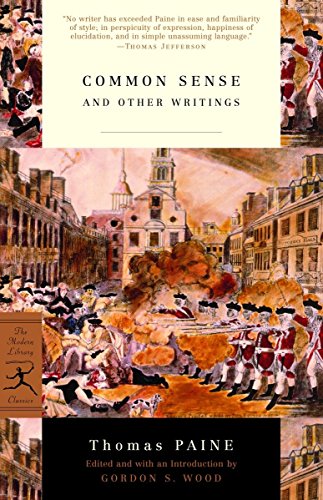 "No writer has exceeded Paine in ease and familiarity
of style; in perspicuity of expression, happiness of
elucidation, and in simple unassuming language."
—Thomas Jefferson
COMMON SENSE
AND OTHER WRITINGS
The
Modern
Library
Classics
Thomas PAINE
Edited and with an Introduction by
GORDON S. WOOD